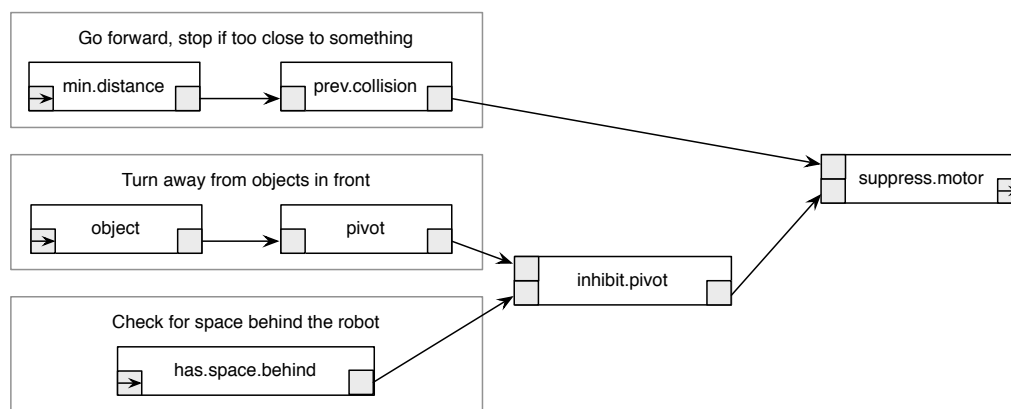 Go forward, stop if too close to something
min.distance
prev.collision
Turn away from objects in front
object
pivot
suppress.motor
inhibit.pivot
Check for space behind the robot
has.space.behind